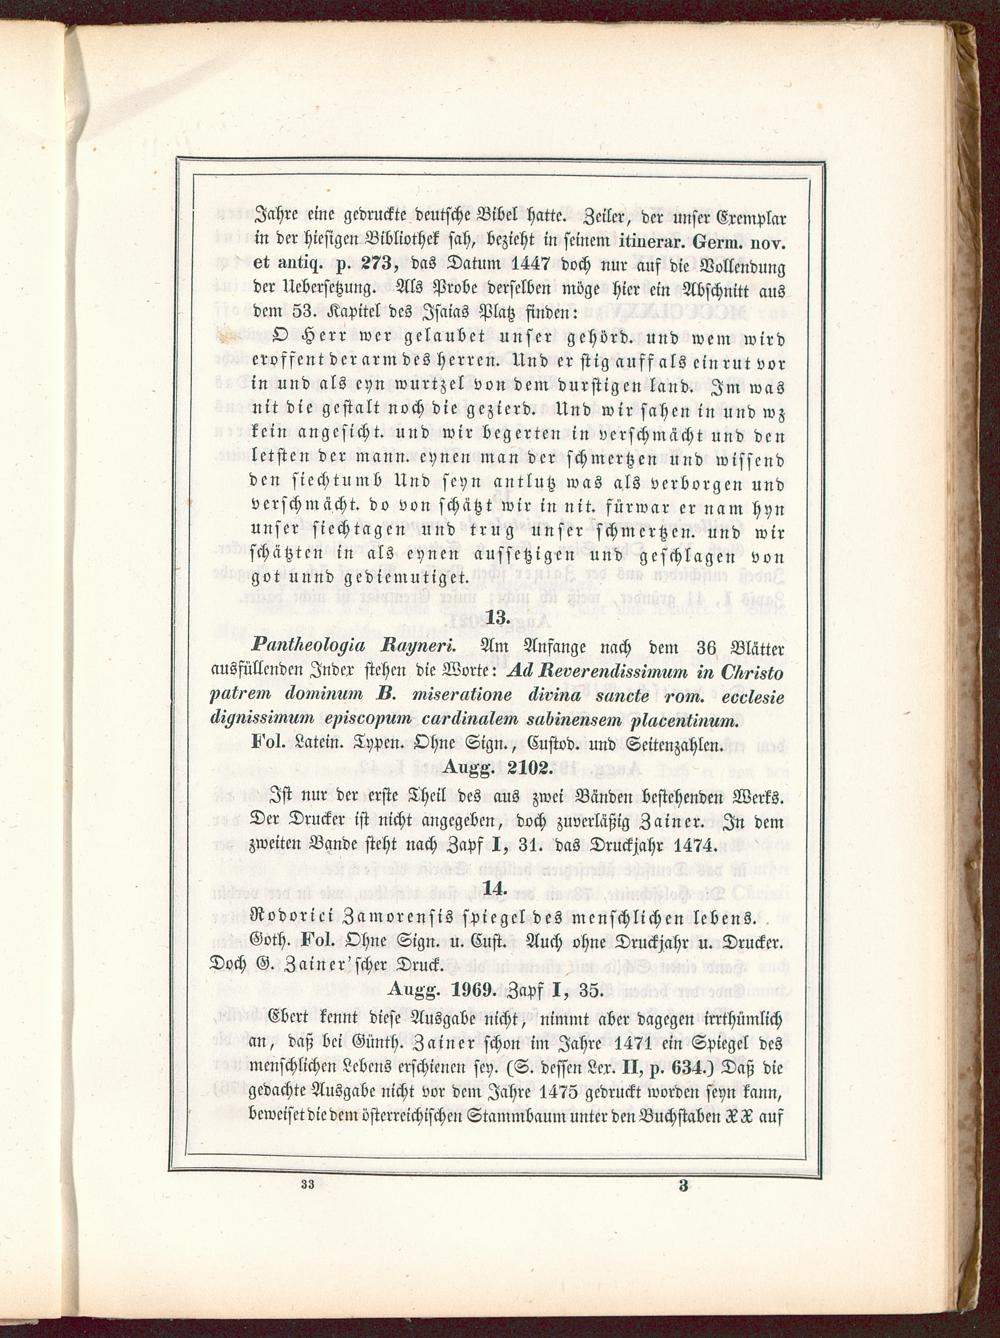 Jahre eine gedruckte deutsche Bibel hatte. Zeiler, der unser Exemplar
in der hiesigen Bibliothek sah, bezieht in seinem itinerar. Germ. nov.
et antiq. p. 273, das Datum 1447 doch nur auf die Vollendung
der Uebersetzung. Als Probe derselben möge hier ein Abschnitt aus
dem 53. Kapitel des Isaias Platz finden:
O Herr wer gelaubet unser gehörd. und wem wird
eroffent der arm des herren. Und er stig auff als ein rut vor
in und als eyn wurtzel von dem durstigen land. Im was
nit die gestalt noch die gezierd. Und wir sahen in und wz
kein angesicht. und wir begerten in verschmächt und den
letsten der mann. eynen man der schmertzen und wissend
den siechtumb Und seyn antlutz was als verborgen und
verschmächt. do von schätzt wir in nit. fürwar er nam hyn
unser siechtagen und trug unser schmertzen. und wir
schätzten in als eynen aussetzigen und geschlagen von
got unnd gediemutiget.
13.
Pantheologia Rayneri. Am Anfange nach dem 36 Blätter
ausfüllenden Index stehen die Worte: Ad Reverendissimum in Christo
patrem dominum B. miseratione divina sancte rom. ecclesie
dignissimum episcopum cardinalem sabinensem placentinum.
Fol. Latein. Typen. Ohne Sign., Custod. und Seitenzahlen.
Augg. 2102.
Ist nur der erste Theil des aus zwei Bänden bestehenden Werks.
Der Drucker ist nicht angegeben, doch zuverläßig Zainer. In dem
zweiten Bande steht nach Zapf I, 31. das Druckjahr 1474.
14.
Rodorici Zamorensis spiegel des menschlichen lebens.
Goth. Fol. Ohne Sign. u. Cust. Auch ohne Druckjahr u. Drucker.
Doch G. Zainer'scher Druck.
Augg. 1969. Zapf I, 35.
Ebert kennt diese Ausgabe nicht, nimmt aber dagegen irrthümlich
an, daß bei Günth. Zainer schon im Jahre 1471 ein Spiegel des
menschlichen Lebens erschienen sey. (S. dessen Lex. II, p. 634.) Daß die
gedachte Ausgabe nicht vor dem Jahre 1475 gedruckt worden seyn kann,
beweiset die dem österreichischen Stammbaum unter den Buchstaben XX auf
33 3